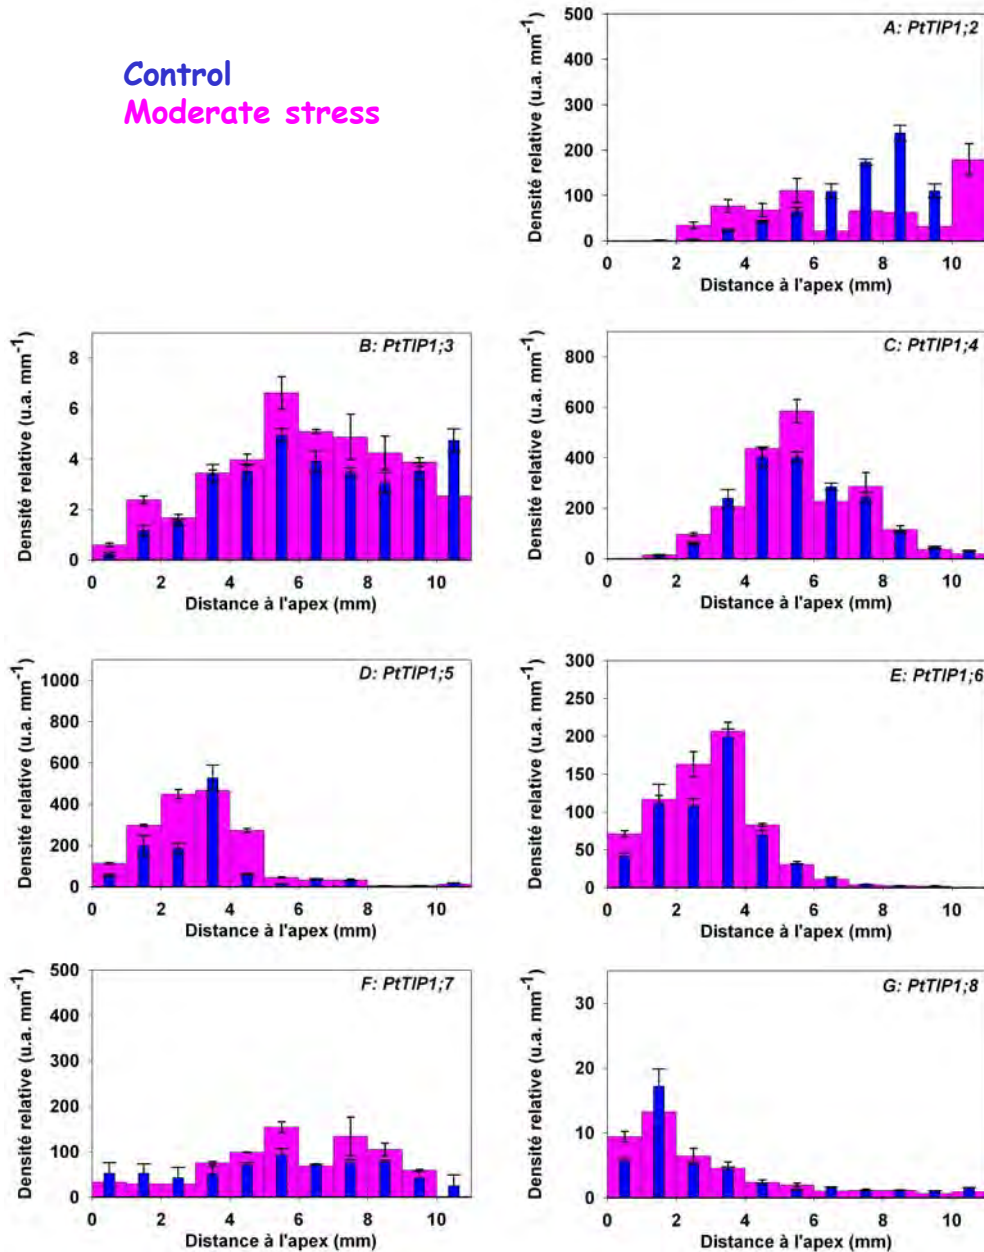 Control
Moderate stress
A: PtTIP1;2
Densité relative (u.a. mm-1)
500
400
300
200
100
0
0 2 4 6 8 10
Distance à l'apex (mm)
B: PtTIP1;3
Densité relative (u.a. mm-1)
8
6
4
2
0
0 2 4 6 8 10
Distance à l'apex (mm)
C: PtTIP1;4
Densité relative (u.a. mm-1)
800
600
400
200
0
0 2 4 6 8 10
Distance à l'apex (mm)
D: PtTIP1;5
Densité relative (u.a. mm-1)
1000
800
600
400
200
0
0 2 4 6 8 10
Distance à l'apex (mm)
E: PtTIP1;6
Densité relative (u.a. mm-1)
300
250
200
150
100
50
0
0 2 4 6 8 10
Distance à l'apex (mm)
F: PtTIP1;7
Densité relative (u.a. mm-1)
500
400
300
200
100
0
0 2 4 6 8 10
Distance à l'apex (mm)
G: PtTIP1;8
Densité relative (u.a. mm-1)
30
20
10
0
0 2 4 6 8 10
Distance à l'apex (mm)